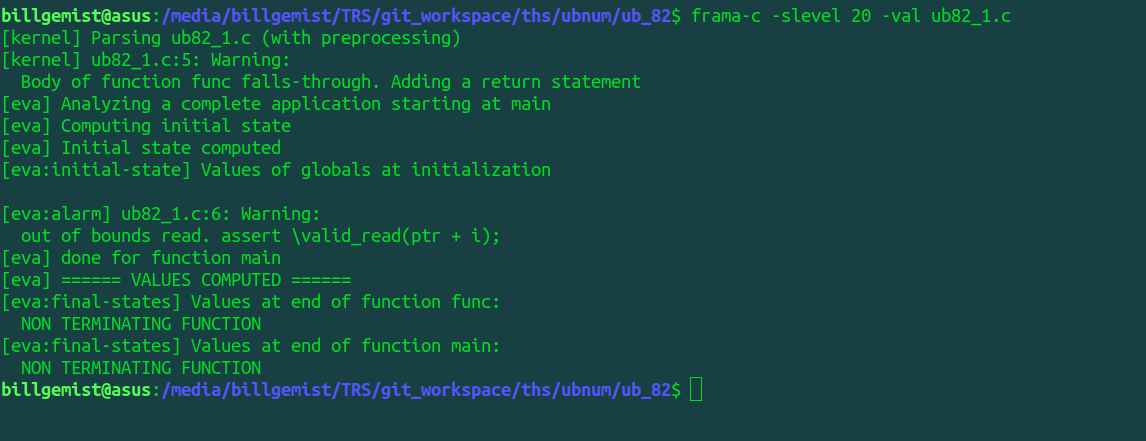 billgemist@asus:/media/billgemist/TRS/git_workspace/ths/ubnum/ub_82$ frama-c -slevel 20 -val ub82_1.c
[kernel] Parsing ub82_1.c (with preprocessing)
[kernel] ub82_1.c:5: Warning:
  Body of function func falls-through. Adding a return statement
[eva] Analyzing a complete application starting at main
[eva] Computing initial state
[eva] Initial state computed
[eva:initial-state] Values of globals at initialization

[eva:alarm] ub82_1.c:6: Warning:
  out of bounds read. assert \valid_read(ptr + i);
[eva] done for function main
[eva] ====== VALUES COMPUTED ======
[eva:final-states] Values at end of function func:
  NON TERMINATING FUNCTION
[eva:final-states] Values at end of function main:
  NON TERMINATING FUNCTION
billgemist@asus:/media/billgemist/TRS/git_workspace/ths/ubnum/ub_82$